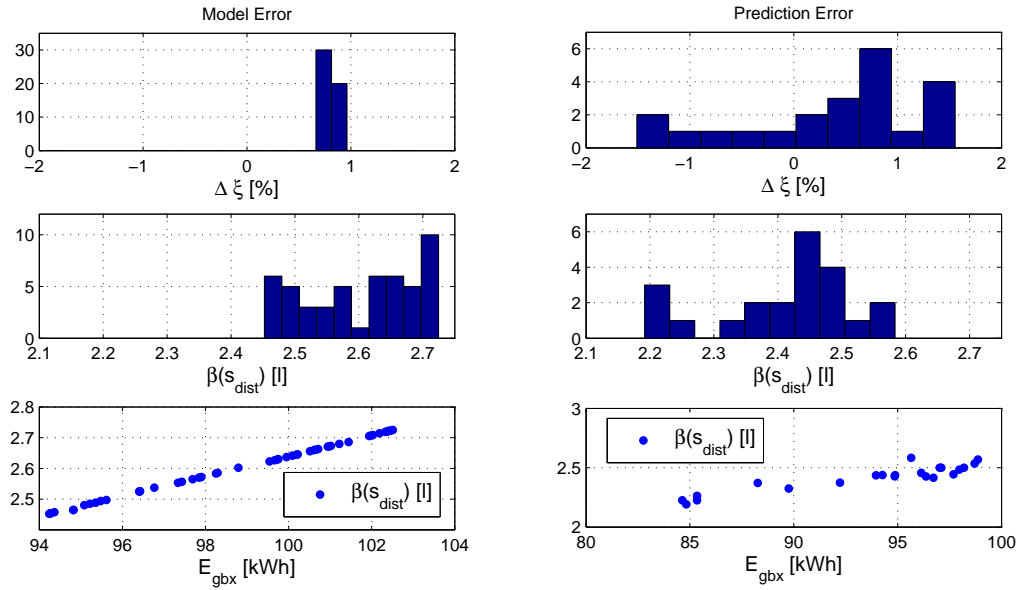 Model Error
30
20
10
0
−2 −1 0 1 2
Δ ξ [%]
10
5
0
2.1 2.2 2.3 2.4 2.5 2.6 2.7
β(s_dist) [l]
2.8
2.7
2.6
2.5
2.4
94 96 98 100 102 104
E_gbx [kWh]
β(s_dist) [l]
Prediction Error
6
4
2
0
−2 −1 0 1 2
Δ ξ [%]
6
4
2
0
2.1 2.2 2.3 2.4 2.5 2.6 2.7
β(s_dist) [l]
3
2.5
2
80 85 90 95 100
E_gbx [kWh]
β(s_dist) [l]